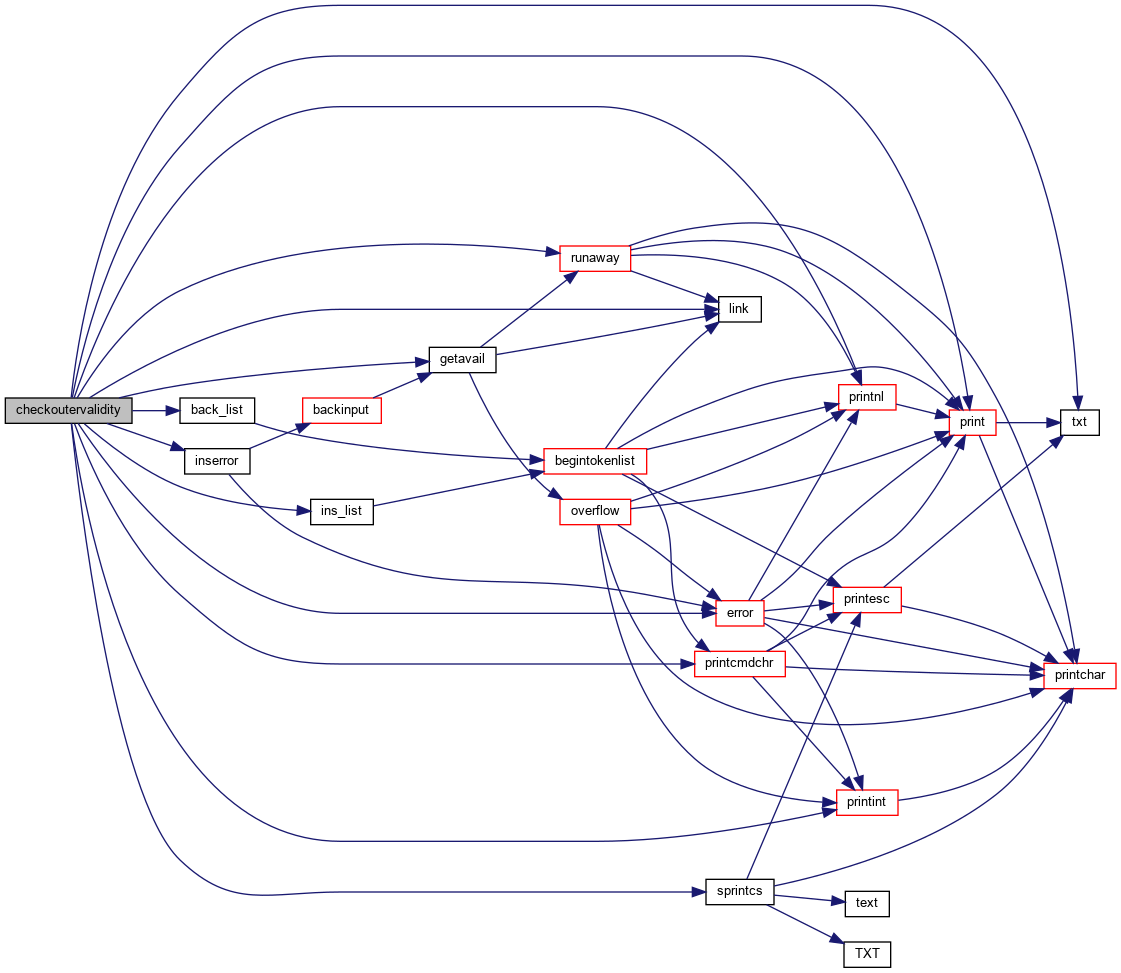 checkoutervalidity
back_list
inserror
backinput
ins_list
getavail
runaway
begintokenlist
overflow
link
error
printcmdchr
sprintcs
printnl
printesc
printint
text
TXT
print
txt
printchar